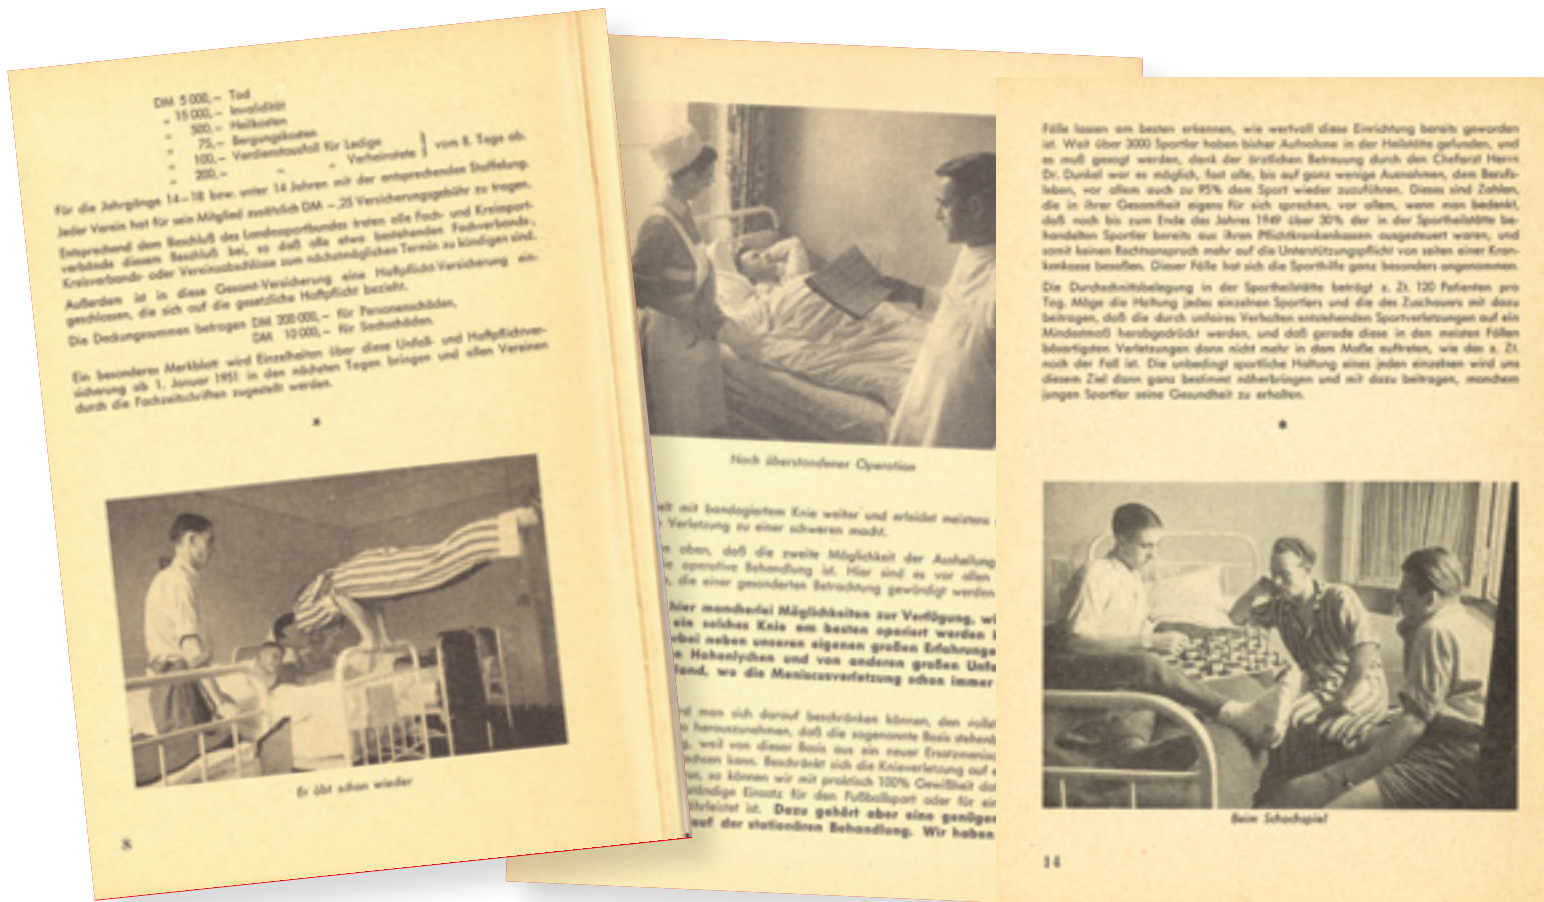 DM 5 000,– Tod
„ 15 000,– Invalidität
„ 500,– Heilkosten
„ 75,– Bergungskosten
„ 100,– Verdienstausfall für Ledige
„ 200,– „ „ Verheiratete } vom 8. Tage ab.
Für die Jahrgänge 14–18 bzw. unter 14 Jahren mit der entsprechenden Staffelung.
Jeder Verein hat für sein Mitglied zusätzlich DM –.25 Versicherungsgebühr zu tragen.
Entsprechend dem Beschluß des Landessportbundes treten alle Fach- und Kreissport-
verbände diesem Beschluß bei, so daß alle etwa bestehenden Fachverbands-,
Kreisverbands- oder Vereinsabschlüsse zum nächstmöglichen Termin zu kündigen sind.
Außerdem ist in diese Gesamt-Versicherung eine Haftpflicht-Versicherung ein-
geschlossen, die sich auf die gesetzliche Haftpflicht bezieht.
Die Deckungssummen betragen DM 200 000,– für Personenschäden,
DM 10 000,– für Sachschäden.
Ein besonderes Merkblatt wird Einzelheiten über diese Unfall- und Haftpflichtver-
sicherung ab 1. Januar 1951 in den nächsten Tagen bringen und allen Vereinen
durch die Fachzeitschriften zugestellt werden.
*
Er übt schon wieder
8
Nach überstandener Operation
mit bandagiertem Knie weiter und erleidet meistens
Verletzung zu einer schweren macht.
oben, daß die zweite Möglichkeit der Ausheilung
operative Behandlung ist. Hier sind es vor allen
, die einer gesonderten Betrachtung gewürdigt werden
hier mancherlei Möglichkeiten zur Verfügung,
ein solches Knie am besten operiert werden
neben unseren eigenen großen
Hohenlychen und von anderen großen
wo die Meniscusverletzung schon immer
man sich darauf beschränken können, den
herauszunehmen, daß die sogenannte Basis
weil von dieser Basis aus ein neuer
kann. Beschränkt sich die Knieverletzung auf
so können wir mit praktisch 100% Gewißheit
Einsatz für den Fußballsport oder für
ist. Dazu gehört aber eine
auf der stationären Behandlung. Wir haben
Fälle lassen am besten erkennen, wie wertvoll diese Einrichtung bereits geworden
ist. Weit über 3000 Sportler haben bisher Aufnahme in der Heilstätte gefunden, und
es muß gesagt werden, dank der ärztlichen Betreuung durch den Chefarzt Herrn
Dr. Dunkel war es möglich, fast alle, bis auf ganz wenige Ausnahmen, dem Berufs-
leben, vor allem auch zu 95% dem Sport wieder zuzuführen. Dieses sind Zahlen,
die in ihrer Gesamtheit eigens für sich sprechen, vor allem, wenn man bedenkt,
daß noch bis zum Ende des Jahres 1949 über 30% der in der Sportheilstätte be-
handelten Sportler bereits aus ihren Pflichtkrankenkassen ausgesteuert waren, und
somit keinen Rechtsanspruch mehr auf die Unterstützungspflicht von seiten einer Kran-
kenkasse besaßen. Dieser Fälle hat sich die Sporthilfe ganz besonders angenommen.
Die Durchschnittsbelegung in der Sportheilstätte beträgt z. Zt. 120 Patienten pro
Tag. Möge die Haltung jedes einzelnen Sportlers und die des Zuschauers mit dazu
beitragen, daß die durch unfaires Verhalten entstehenden Sportverletzungen auf ein
Mindestmaß herabgedrückt werden, und daß gerade diese in den meisten Fällen
bösartigsten Verletzungen dann nicht mehr in dem Maße auftreten, wie das z. Zt.
noch der Fall ist. Die unbedingt sportliche Haltung eines jeden einzelnen wird uns
diesem Ziel dann ganz bestimmt näherbringen und mit dazu beitragen, manchem
jungen Sportler seine Gesundheit zu erhalten.
*
Beim Schachspiel
14